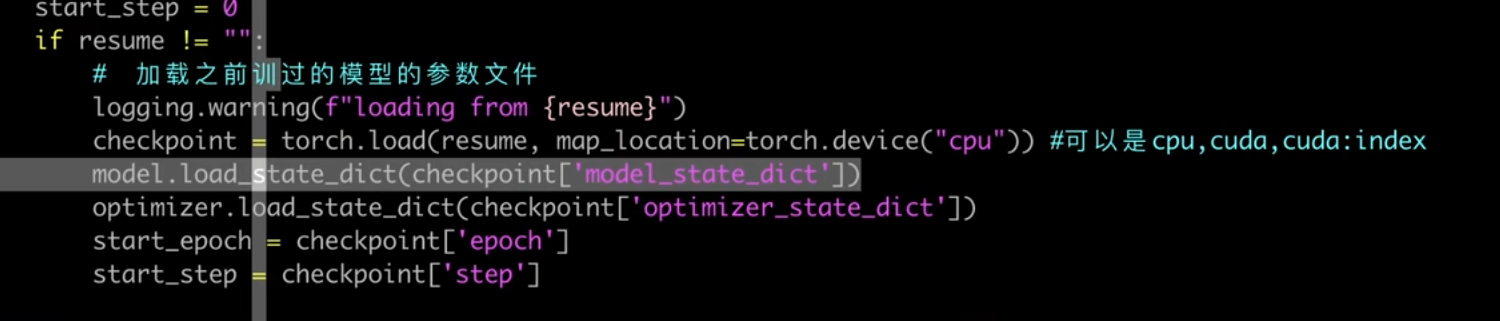 start_step = 0
if resume != "":
    # 加载之前训过的模型的参数文件
    logging.warning(f"loading from {resume}")
    checkpoint = torch.load(resume, map_location=torch.device("cpu")) #可以是cpu,cuda,cuda:index
    model.load_state_dict(checkpoint['model_state_dict'])
    optimizer.load_state_dict(checkpoint['optimizer_state_dict'])
    start_epoch = checkpoint['epoch']
    start_step = checkpoint['step']